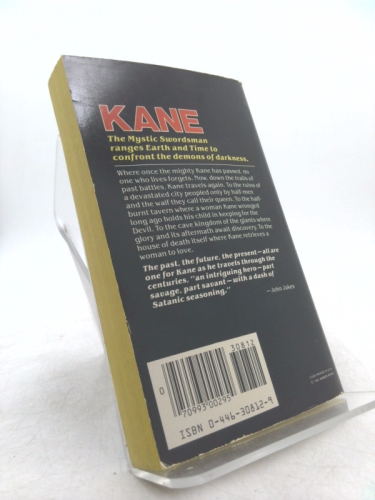 KANE
The Mystic Swordsman
ranges Earth and Time to
confront the demons of darkness.
Where once the mighty Kane has passed, no
one who lives forgets. Now, down the trails of
past battles, Kane travels again. To the ruins of
a devastated city peopled only by half-men
and the waif they call their queen. To the half-
burnt tavern where a woman Kane wronged
long ago holds his child in keeping for the
Devil. To the cave kingdom of the giants where
glory and its aftermath await discovery. To the
house of death itself where Kane retrieves a
woman to love.
The past, the future, the present—all are
one for Kane as he travels through the
centuries. "an intriguing hero—part
savage, part savant—with a dash of
Satanic seasoning."
—John Jakes
30812
0
70993 00295
ISBN 0-446-30812-9